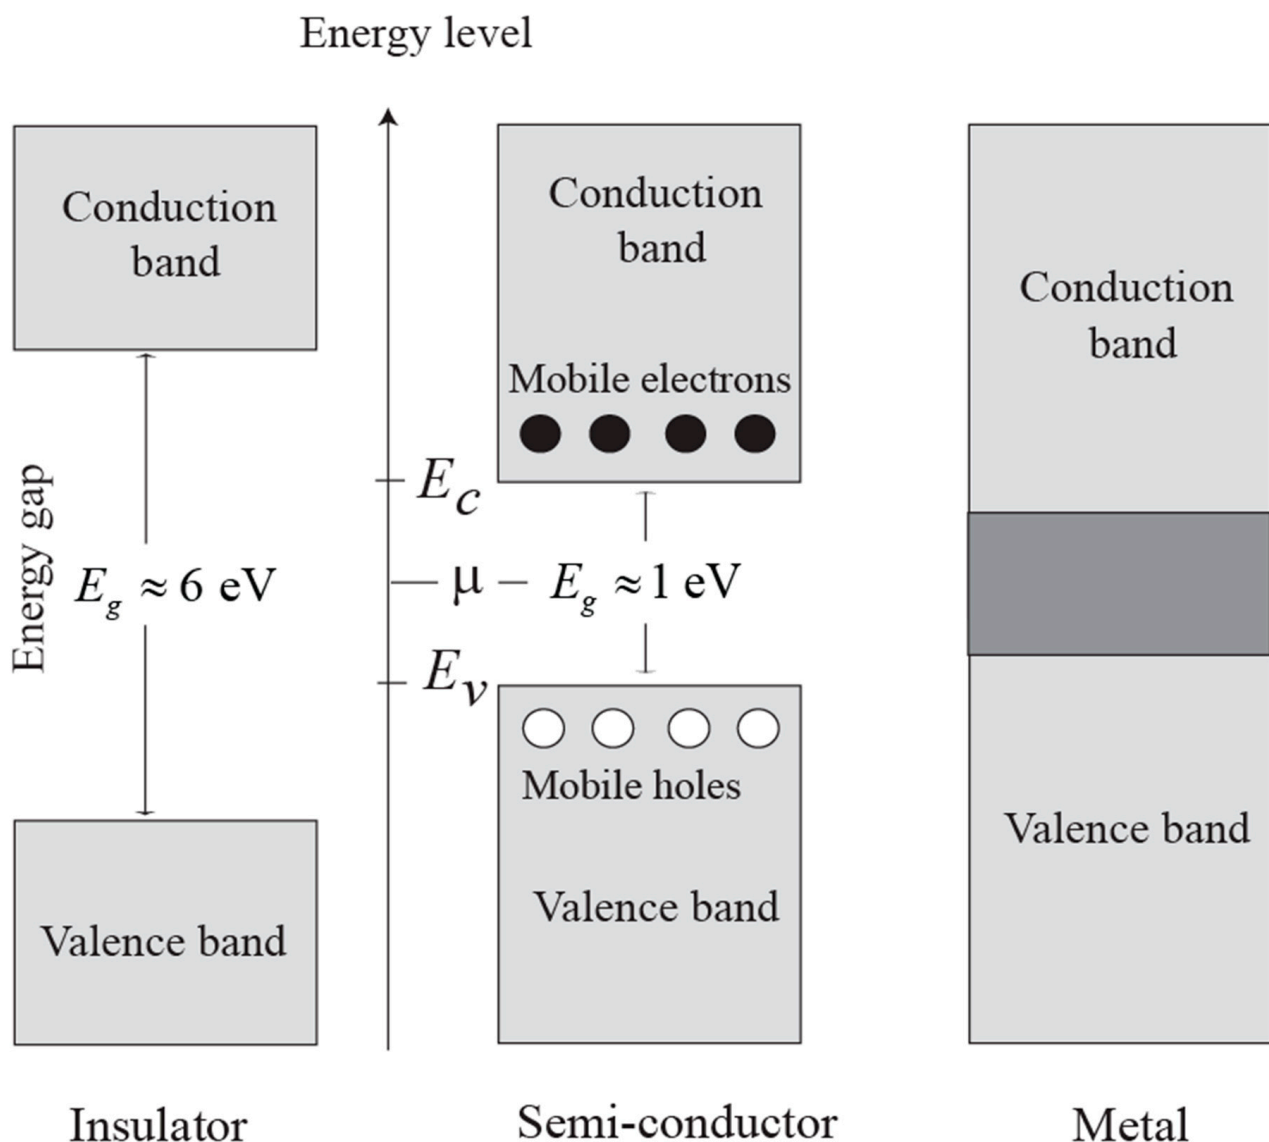 Energy level
Conduction
band
Energy gap
E_g ≈ 6 eV
Valence band
Insulator
E_c
μ
E_v
Conduction
band
Mobile electrons
E_g ≈ 1 eV
Mobile holes
Valence band
Semi-conductor
Conduction
band
Valence band
Metal